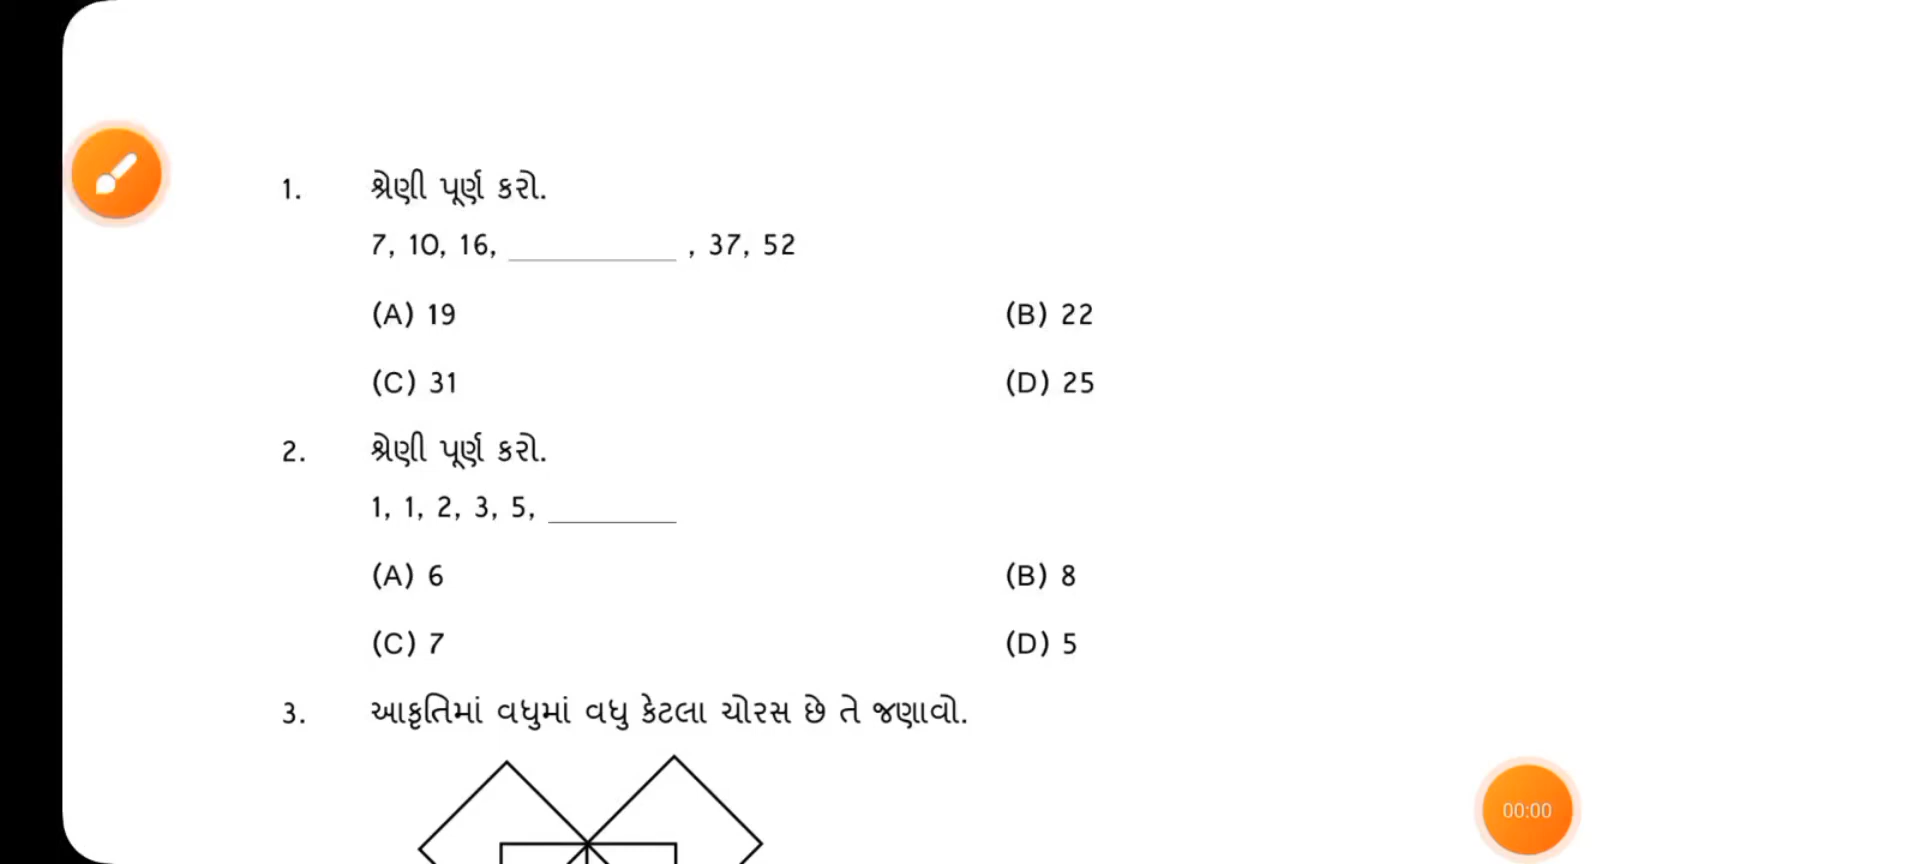 1. શ્રેણી પૂર્ણ કરો.
7, 10, 16, __________ , 37, 52
(A) 19 (B) 22
(C) 31 (D) 25
2. શ્રેણી પૂર્ણ કરો.
1, 1, 2, 3, 5, ________
(A) 6 (B) 8
(C) 7 (D) 5
3. આકૃતિમાં વધુમાં વધુ કેટલા ચોરસ છે તે જણાવો.
00:00